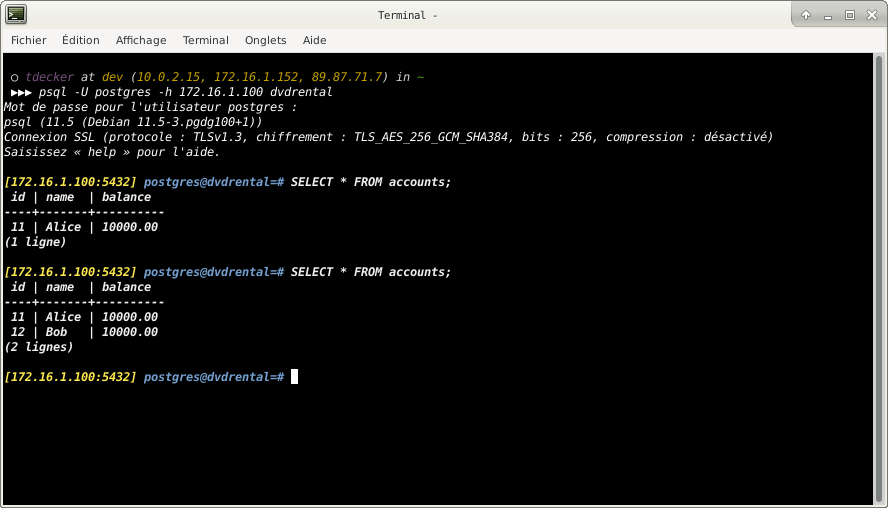 Terminal -
Fichier Édition Affichage Terminal Onglets Aide
○ tdecker at dev (10.0.2.15, 172.16.1.152, 89.87.71.7) in ~
▶▶▶ psql -U postgres -h 172.16.1.100 dvdrental
Mot de passe pour l'utilisateur postgres :
psql (11.5 (Debian 11.5-3.pgdg100+1))
Connexion SSL (protocole : TLSv1.3, chiffrement : TLS_AES_256_GCM_SHA384, bits : 256, compression : désactivé)
Saisissez « help » pour l'aide.
[172.16.1.100:5432] postgres@dvdrental=# SELECT * FROM accounts;
 id | name  | balance
----+-------+----------
 11 | Alice | 10000.00
(1 ligne)
[172.16.1.100:5432] postgres@dvdrental=# SELECT * FROM accounts;
 id | name  | balance
----+-------+----------
 11 | Alice | 10000.00
 12 | Bob   | 10000.00
(2 lignes)
[172.16.1.100:5432] postgres@dvdrental=#